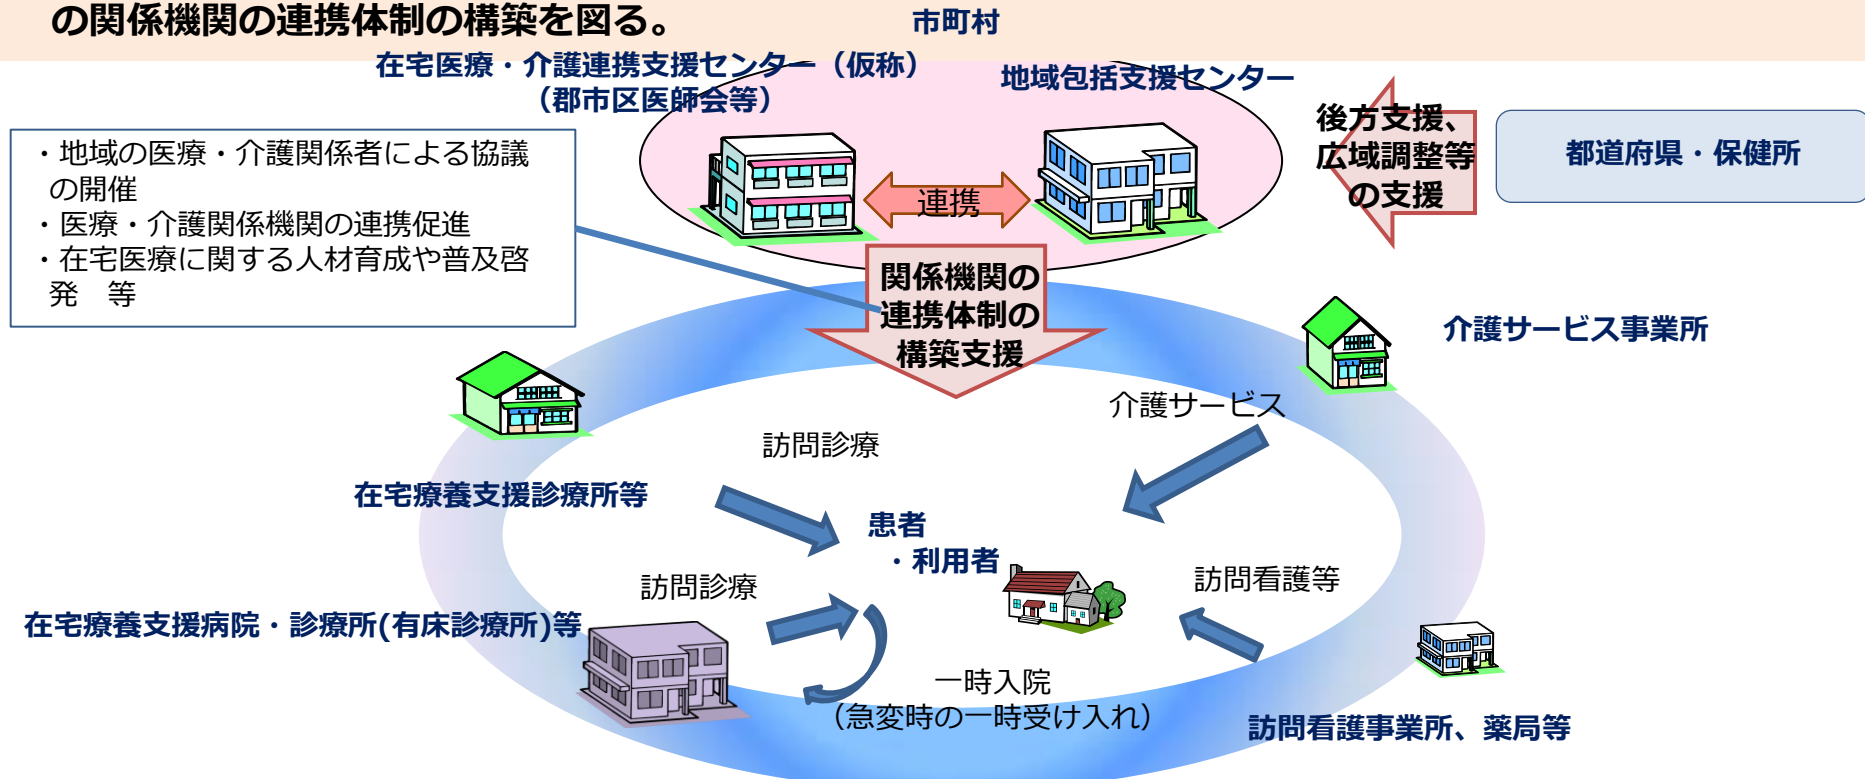 の関係機関の連携体制の構築を図る。
市町村
在宅医療・介護連携支援センター（仮称）
（郡市区医師会等）
地域包括支援センター
後方支援、
広域調整等
の支援
都道府県・保健所
・地域の医療・介護関係者による協議
の開催
・医療・介護関係機関の連携促進
・在宅医療に関する人材育成や普及啓
発　等
連携
関係機関の
連携体制の
構築支援
介護サービス事業所
介護サービス
訪問診療
在宅療養支援診療所等
患者
・利用者
訪問診療
訪問看護等
在宅療養支援病院・診療所(有床診療所)等
一時入院
（急変時の一時受け入れ）
訪問看護事業所、薬局等